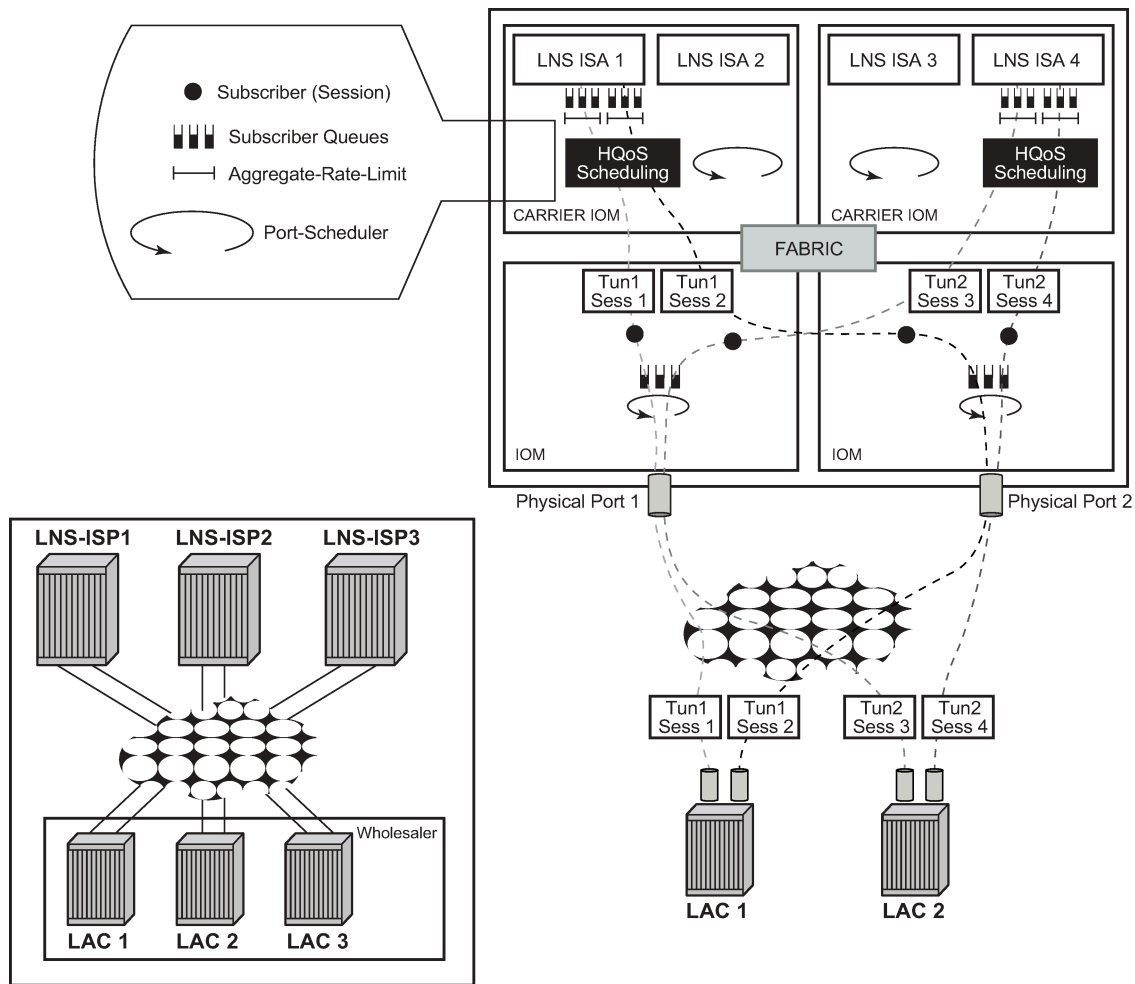 LNS ISA 1
LNS ISA 2
LNS ISA 3
LNS ISA 4
Subscriber (Session)
Subscriber Queues
Aggregate-Rate-Limit
Port-Scheduler
HQoS
Scheduling
HQoS
Scheduling
CARRIER IOM
CARRIER IOM
FABRIC
Tun1
Sess 1
Tun1
Sess 2
Tun2
Sess 3
Tun2
Sess 4
IOM
IOM
Physical Port 1
Physical Port 2
LNS-ISP1
LNS-ISP2
LNS-ISP3
Tun1
Sess 1
Tun1
Sess 2
Tun2
Sess 3
Tun2
Sess 4
Wholesaler
LAC 1
LAC 2
LAC 3
LAC 1
LAC 2